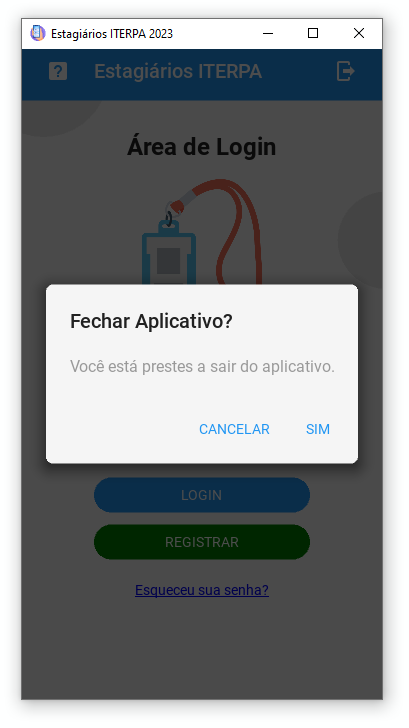 Estagiários ITERPA 2023
Estagiários ITERPA
Área de Login
Fechar Aplicativo?
Você está prestes a sair do aplicativo.
CANCELAR SIM
LOGIN
REGISTRAR
Esqueceu sua senha?